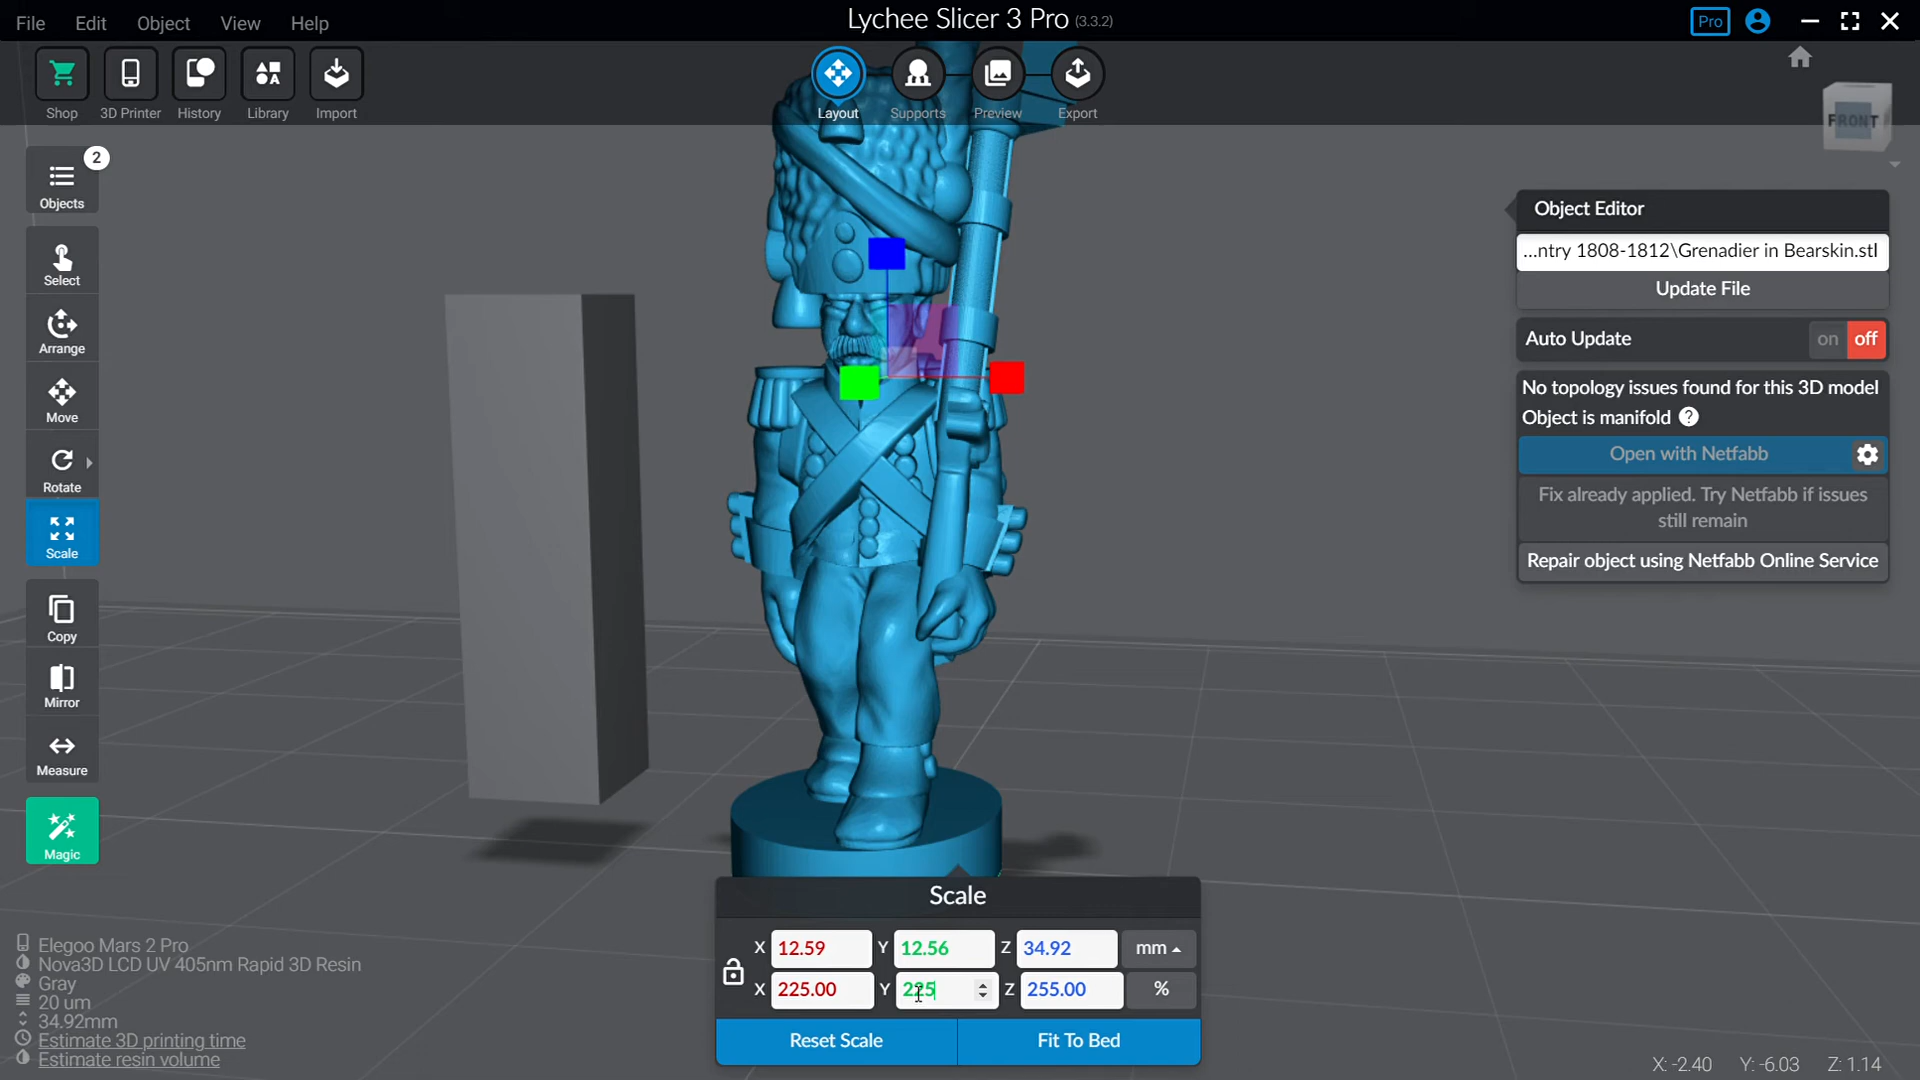 File Edit Object View Help
Lychee Slicer 3 Pro (3.3.2)
Pro
Shop
3D Printer
History
Library
Import
Layout
Supports
Preview
Export
FRONT
2
Objects
Select
Arrange
Move
Rotate
Scale
Copy
Mirror
Measure
Magic
Object Editor
...ntry 1808-1812\Grenadier in Bearskin.stl
Update File
Auto Update on off
No topology issues found for this 3D model
Object is manifold ?
Open with Netfabb
Fix already applied. Try Netfabb if issues
still remain
Repair object using Netfabb Online Service
Scale
X 12.59 Y 12.56 Z 34.92 mm
X 225.00 Y 225 Z 255.00 %
Reset Scale
Fit To Bed
Elegoo Mars 2 Pro
Nova3D LCD UV 405nm Rapid 3D Resin
Gray
20 um
34.92mm
Estimate 3D printing time
Estimate resin volume
X: -2.40 Y: -6.03 Z: 1.14